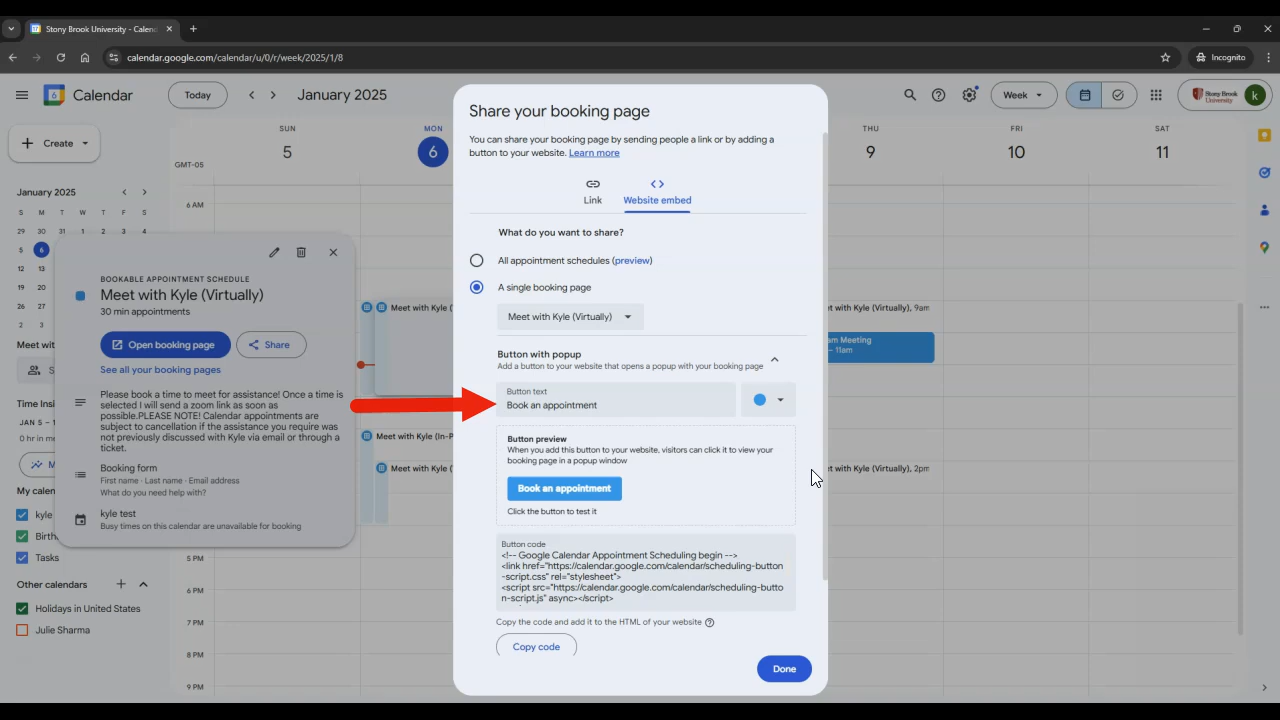 Stony Brook University - Calend
calendar.google.com/calendar/u/0/r/week/2025/1/8
Incognito
Calendar
Today
January 2025
Week
Stony Brook
University
k
Create
SUN
5
MON
6
THU
9
FRI
10
SAT
11
GMT-05
6 AM
January 2025
S M T W T F S
29 30 31 1 2 3 4
5 6
12 13
19 20
26 27
2 3
Meet wit
S
Time Insi
JAN 5 – 1
0 hr in me
M
My calen
kyle
Birth
Tasks
Other calendars
Holidays in United States
Julie Sharma
BOOKABLE APPOINTMENT SCHEDULE
Meet with Kyle (Virtually)
30 min appointments
Open booking page
Share
See all your booking pages
Please book a time to meet for assistance! Once a time is
selected I will send a zoom link as soon as
possible.PLEASE NOTE! Calendar appointments are
subject to cancellation if the assistance you require was
not previously discussed with Kyle via email or through a
ticket.
Booking form
First name · Last name · Email address
What do you need help with?
kyle test
Busy times on this calendar are unavailable for booking
Meet with Kyle (
Meet with Kyle (In-P
Meet with Kyle (
5 PM
6 PM
7 PM
8 PM
9 PM
Share your booking page
You can share your booking page by sending people a link or by adding a
button to your website. Learn more
Link
Website embed
What do you want to share?
All appointment schedules (preview)
A single booking page
Meet with Kyle (Virtually)
Button with popup
Add a button to your website that opens a popup with your booking page
Button text
Book an appointment
Button preview
When you add this button to your website, visitors can click it to view your
booking page in a popup window
Book an appointment
Click the button to test it
Button code
<!-- Google Calendar Appointment Scheduling begin -->
<link href="https://calendar.google.com/calendar/scheduling-button
-script.css" rel="stylesheet">
<script src="https://calendar.google.com/calendar/scheduling-butto
n-script.js" async></script>
Copy the code and add it to the HTML of your website
Copy code
Done
et with Kyle (Virtually), 9am
am Meeting
– 11am
et with Kyle (Virtually), 2pm